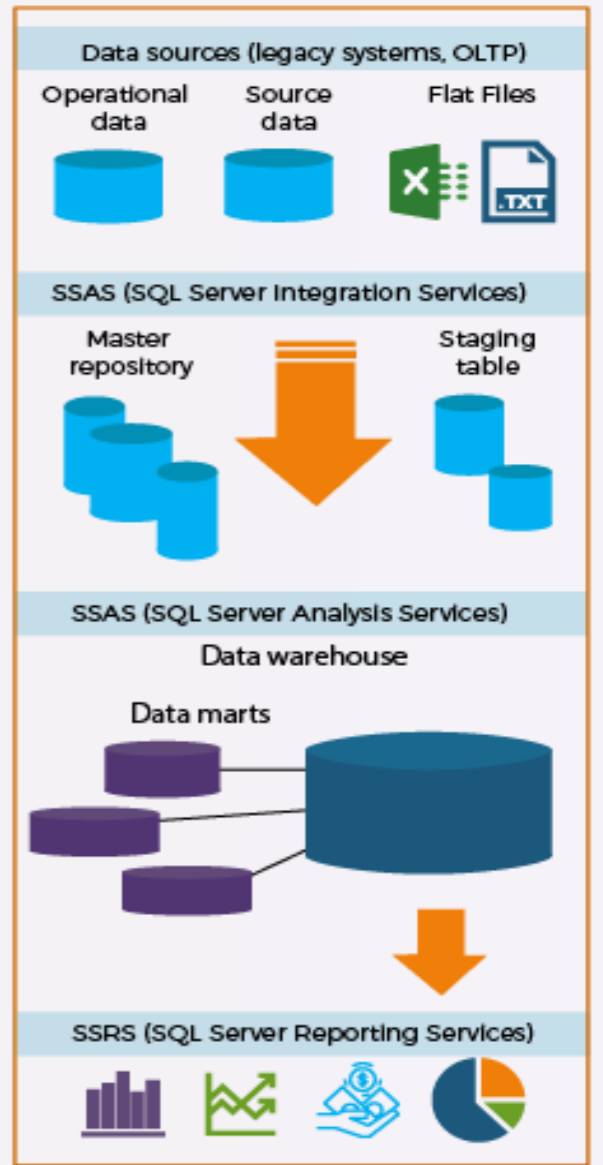 Data sources (legacy systems, OLTP)
Operational
data
Source
data
Flat Files
X
.TXT
SSAS (SQL Server Integration Services)
Master
repository
Staging
table
SSAS (SQL Server Analysis Services)
Data warehouse
Data marts
SSRS (SQL Server Reporting Services)
$